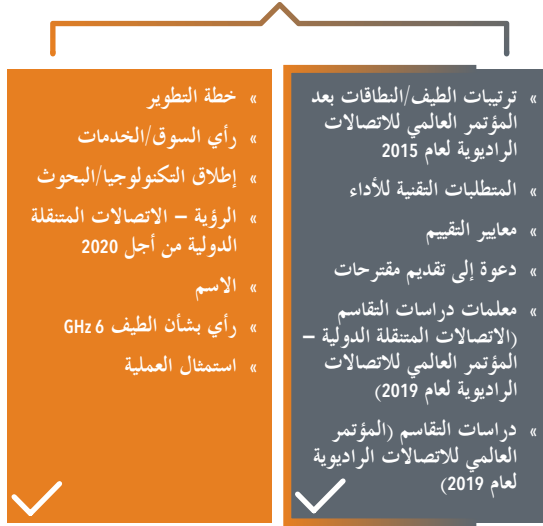 » ترتيبات الطيف/النطاقات بعد
المؤتمر العالمي للاتصالات
الراديوية لعام 2015
» المتطلبات التقنية للأداء
» معايير التقييم
» دعوة إلى تقديم مقترحات
» معلمات دراسات التقاسم
(الاتصالات المتنقلة الدولية –
المؤتمر العالمي للاتصالات
الراديوية لعام 2019)
» دراسات التقاسم (المؤتمر
العالمي للاتصالات الراديوية
لعام 2019)
» خطة التطوير
» رأي السوق/الخدمات
» إطلاق التكنولوجيا/البحوث
» الرؤية – الاتصالات المتنقلة
الدولية من أجل 2020
» الاسم
» رأي بشأن الطيف 6 GHz
» استمثال العملية